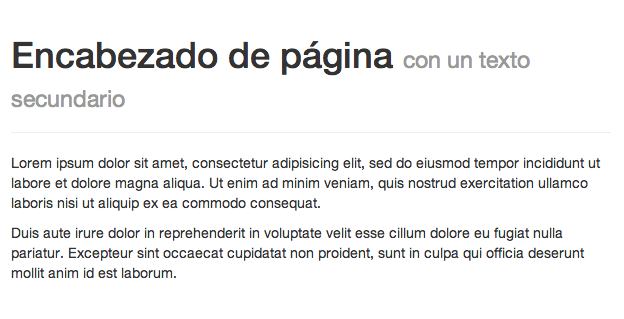 Encabezado de página con un texto
secundario
Lorem ipsum dolor sit amet, consectetur adipisicing elit, sed do eiusmod tempor incididunt ut
labore et dolore magna aliqua. Ut enim ad minim veniam, quis nostrud exercitation ullamco
laboris nisi ut aliquip ex ea commodo consequat.
Duis aute irure dolor in reprehenderit in voluptate velit esse cillum dolore eu fugiat nulla
pariatur. Excepteur sint occaecat cupidatat non proident, sunt in culpa qui officia deserunt
mollit anim id est laborum.